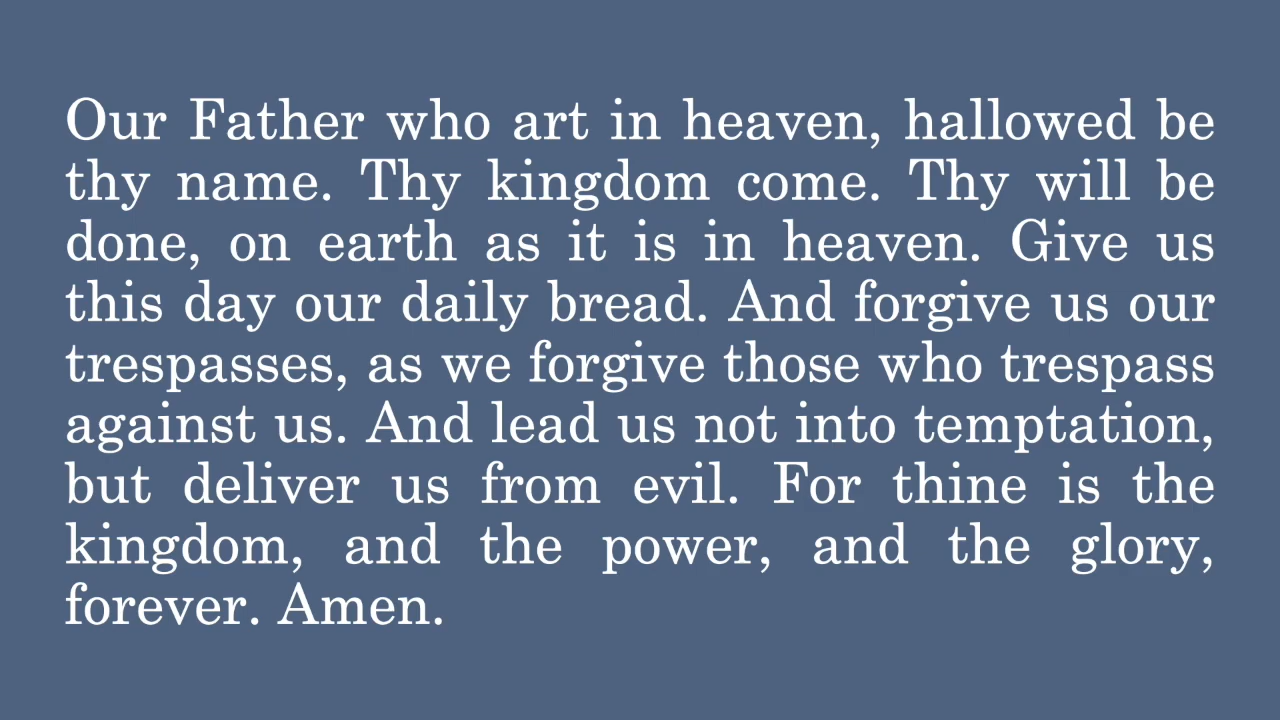 Our Father who art in heaven, hallowed be
thy name. Thy kingdom come. Thy will be
done, on earth as it is in heaven. Give us
this day our daily bread. And forgive us our
trespasses, as we forgive those who trespass
against us. And lead us not into temptation,
but deliver us from evil. For thine is the
kingdom, and the power, and the glory,
forever. Amen.